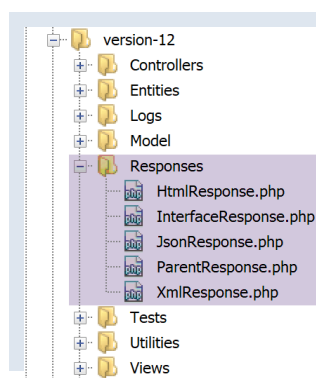 version-12
Controllers
Entities
Logs
Model
Responses
HtmlResponse.php
InterfaceResponse.php
JsonResponse.php
ParentResponse.php
XmlResponse.php
Tests
Utilities
Views